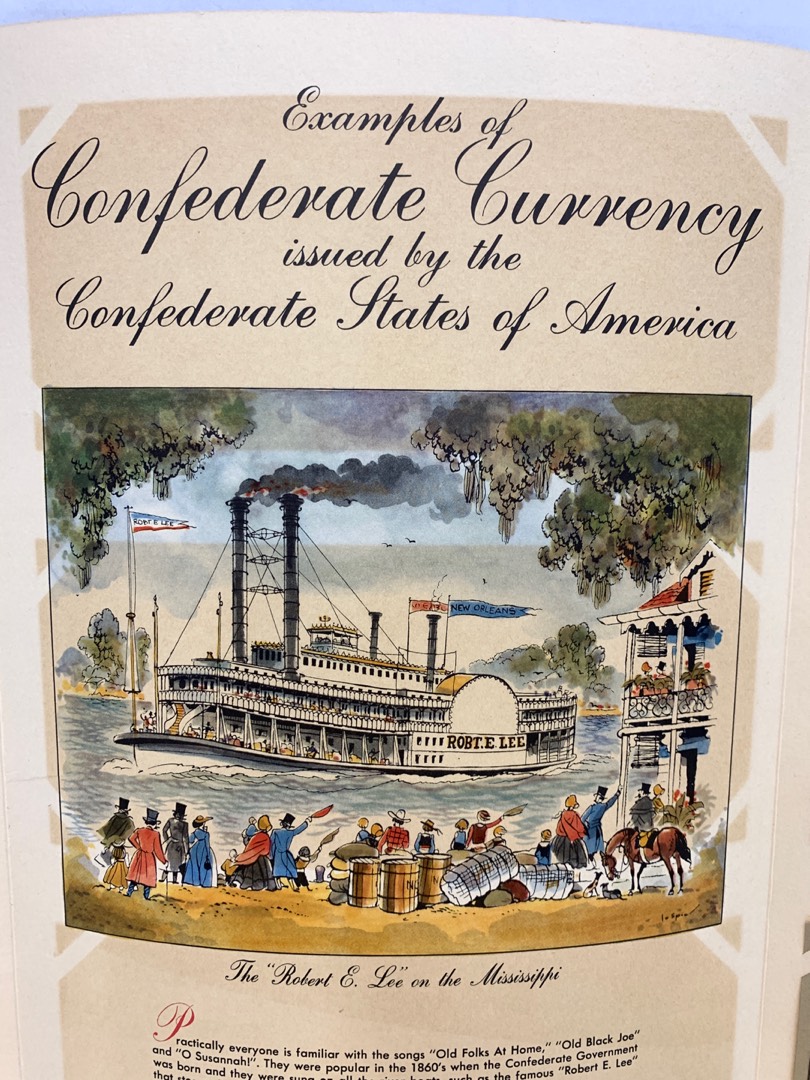 Examples of
Confederate Currency
issued by the
Confederate States of America
ROBT. E. LEE
NEW ORLEANS
ROBT. E. LEE
The "Robert E. Lee" on the Mississippi
Practically everyone is familiar with the songs "Old Folks At Home," "Old Black Joe"
and "O Susannah!". They were popular in the 1860's when the Confederate Government
was born and they were sung on all the river boats such as the famous "Robert E. Lee"